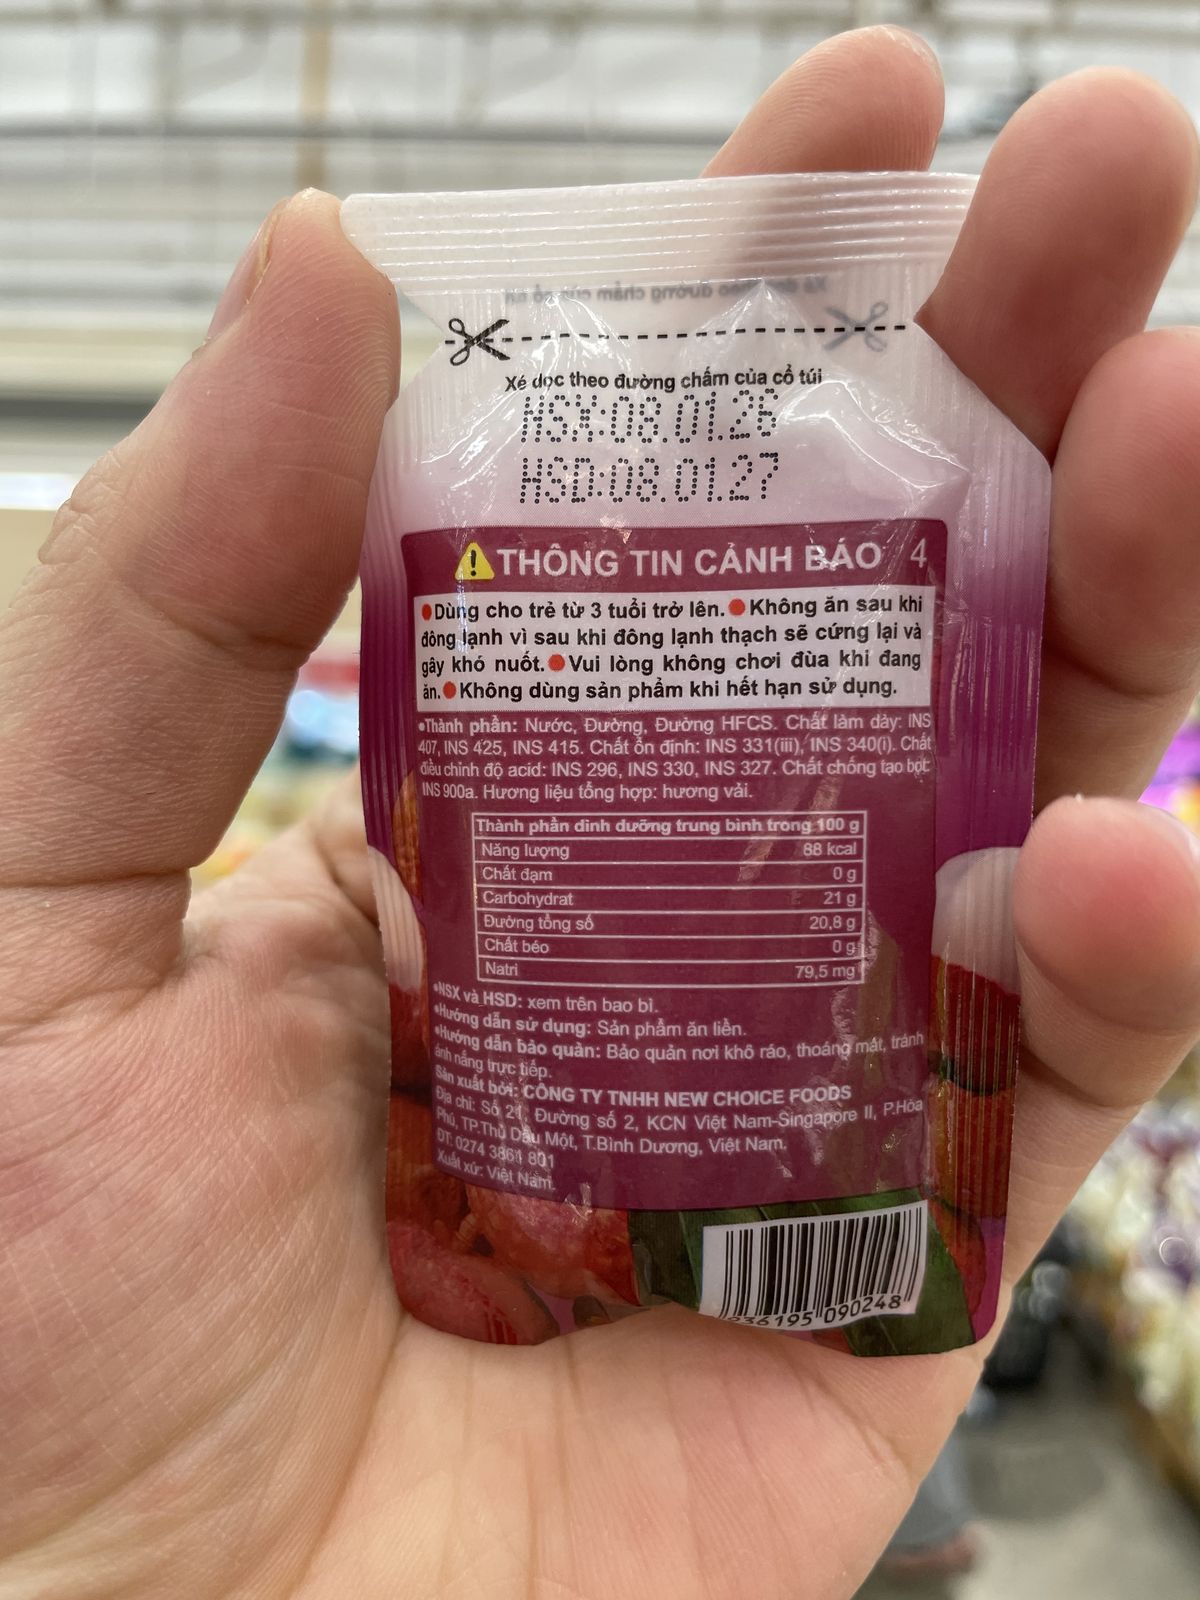 Xé dọc theo đường chấm của cổ túi
HSX:08.01.26
HSD:08.01.27
THÔNG TIN CẢNH BÁO 4
Dùng cho trẻ từ 3 tuổi trở lên. Không ăn sau khi
đông lạnh vì sau khi đông lạnh thạch sẽ cứng lại và
gây khó nuốt. Vui lòng không chơi đùa khi đang
ăn. Không dùng sản phẩm khi hết hạn sử dụng.
•Thành phần: Nước, Đường, Đường HFCS. Chất làm dày: INS
407, INS 425, INS 415. Chất ổn định: INS 331(iii), INS 340(i). Chất
điều chỉnh độ acid: INS 296, INS 330, INS 327. Chất chống tạo bọt:
INS 900a. Hương liệu tổng hợp: hương vải.
Thành phần dinh dưỡng trung bình trong 100 g
Năng lượng 88 kcal
Chất đạm 0 g
Carbohydrat 21 g
Đường tổng số 20,8 g
Chất béo 0 g
Natri 79,5 mg
•NSX và HSD: xem trên bao bì.
•Hướng dẫn sử dụng: Sản phẩm ăn liền.
•Hướng dẫn bảo quản: Bảo quản nơi khô ráo, thoáng mát, tránh
ánh nắng trực tiếp.
Sản xuất bởi: CÔNG TY TNHH NEW CHOICE FOODS
Địa chỉ: Số 21, Đường số 2, KCN Việt Nam-Singapore II, P.Hòa
Phú, TP.Thủ Dầu Một, T.Bình Dương, Việt Nam.
ĐT: 0274 3861 801
Xuất xứ: Việt Nam.
936195 090248